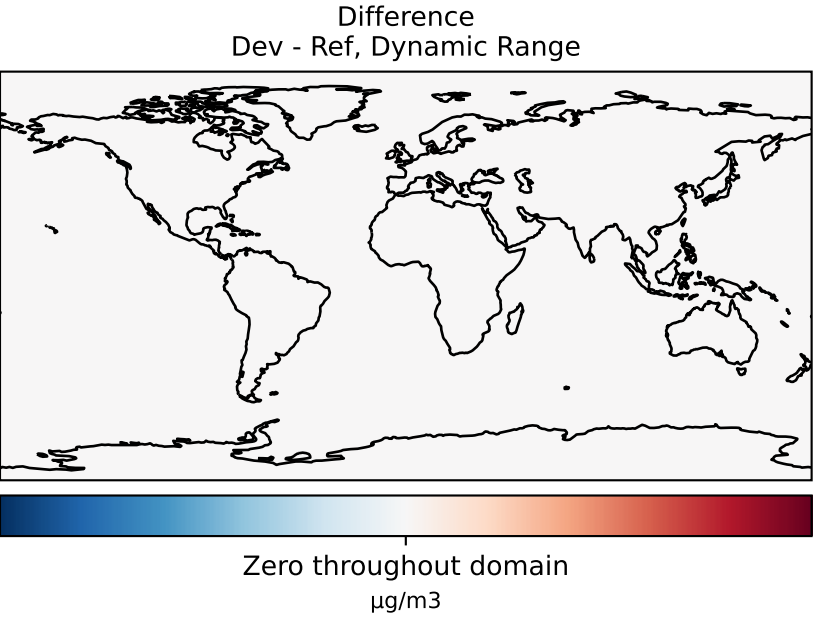 Difference
Dev - Ref, Dynamic Range
Zero throughout domain
μg/m3